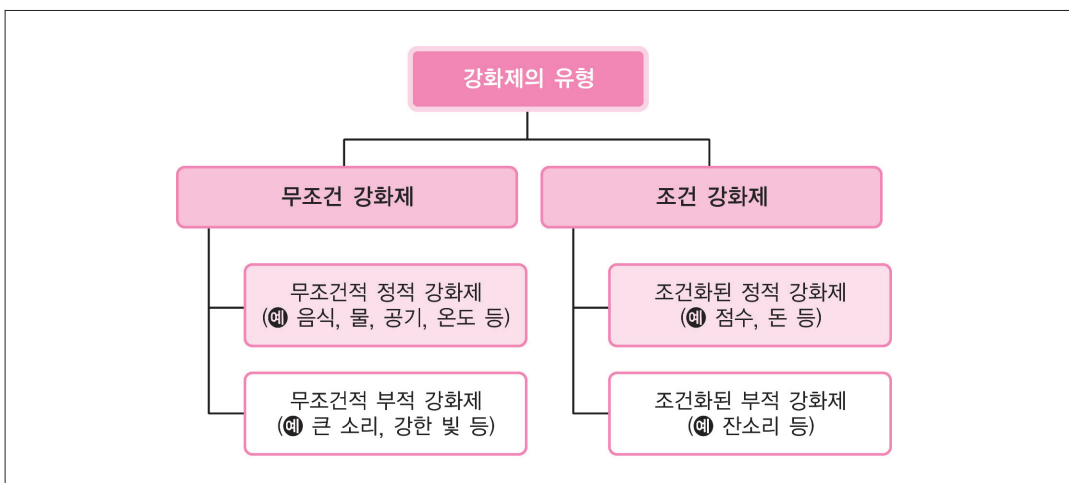 강화제의 유형
무조건 강화제
조건 강화제
무조건적 정적 강화제
(예 음식, 물, 공기, 온도 등)
조건화된 정적 강화제
(예 점수, 돈 등)
무조건적 부적 강화제
(예 큰 소리, 강한 빛 등)
조건화된 부적 강화제
(예 잔소리 등)